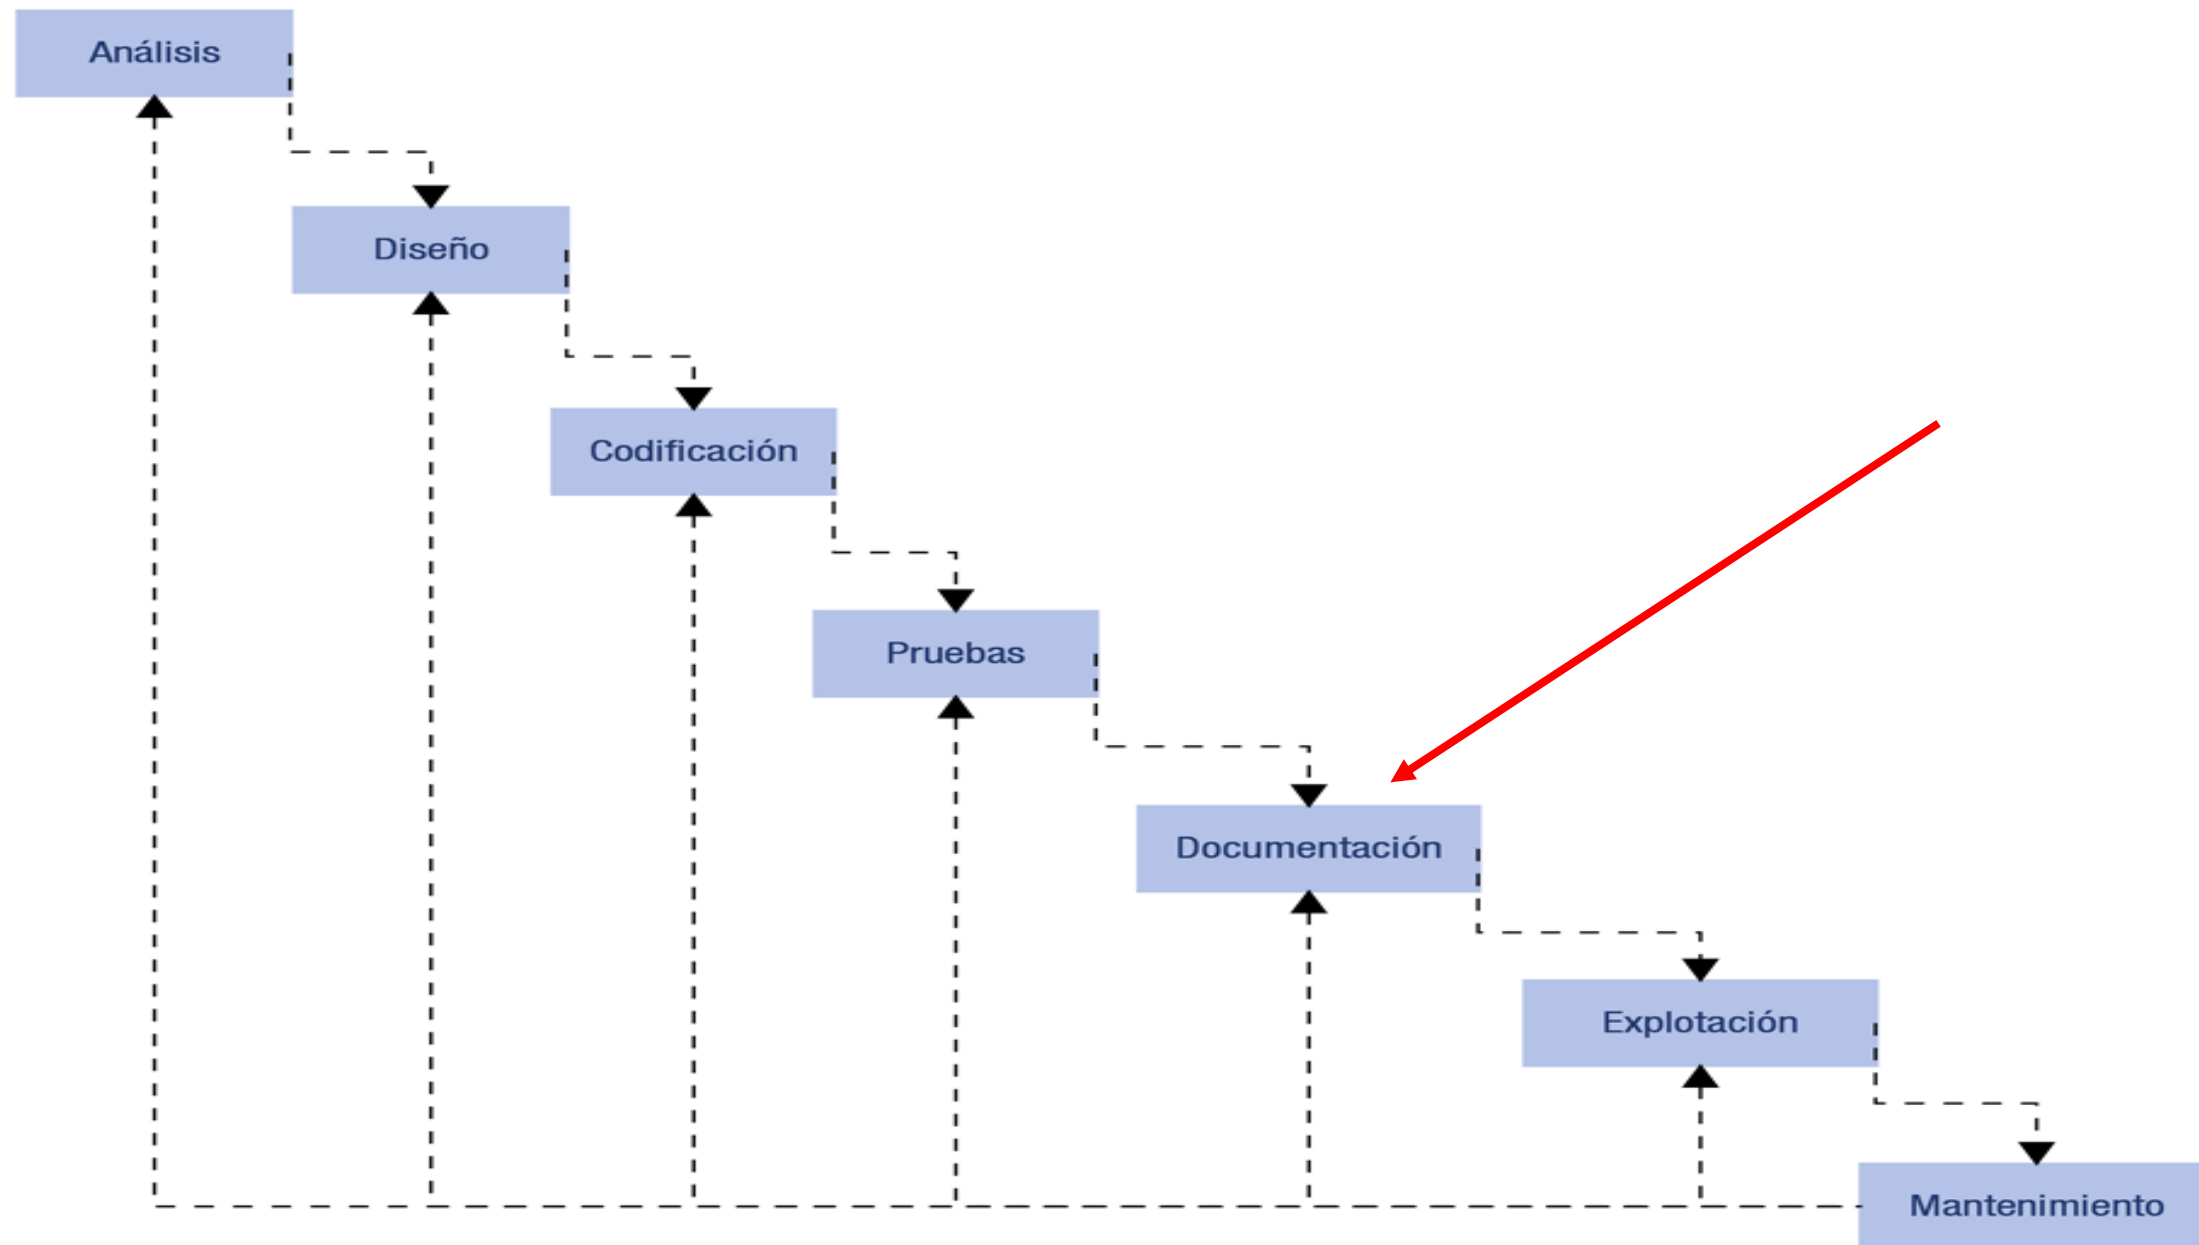 Análisis
Diseño
Codificación
Pruebas
Documentación
Explotación
Mantenimiento